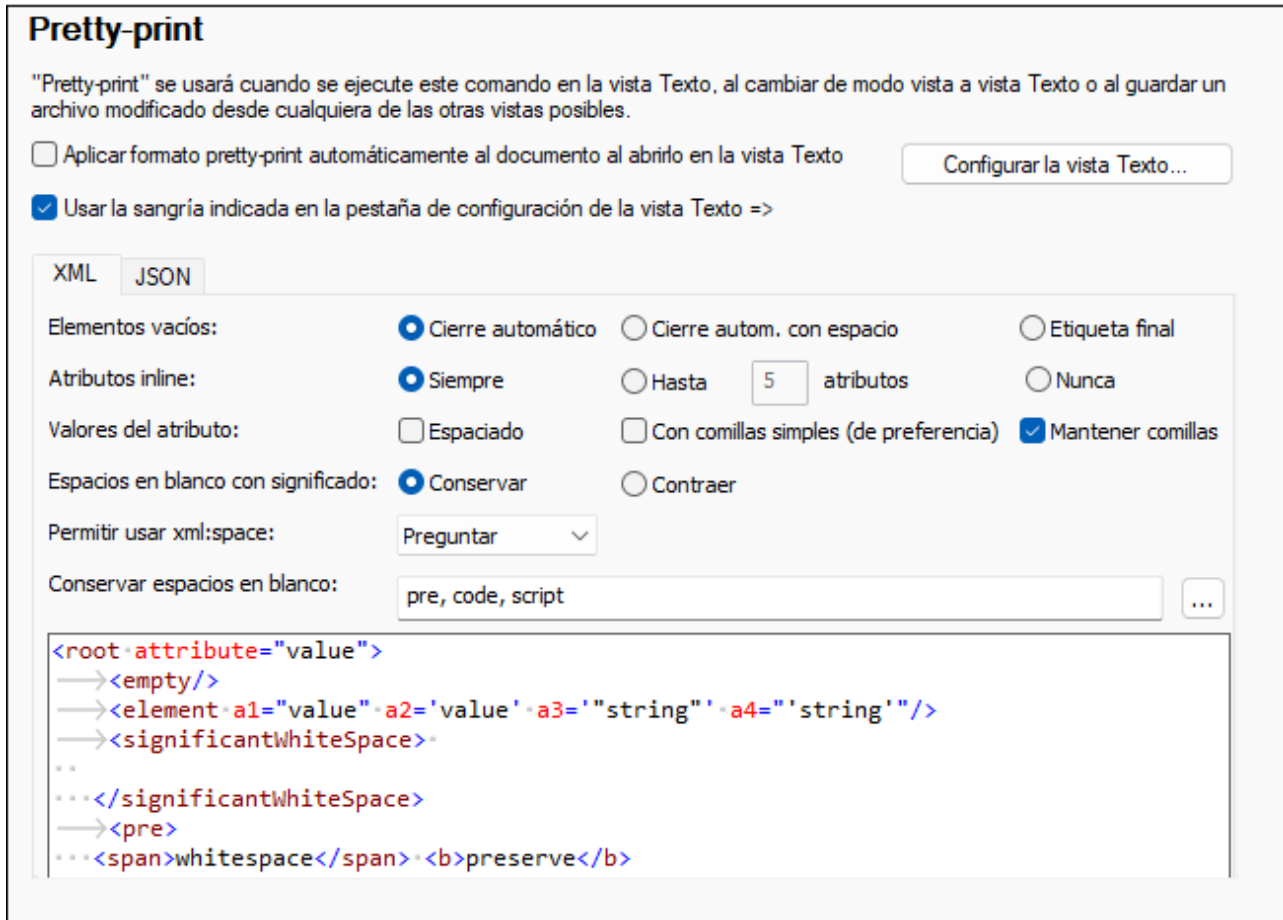 Pretty-print
"Pretty-print" se usará cuando se ejecute este comando en la vista Texto, al cambiar de modo vista a vista Texto o al guardar un
archivo modificado desde cualquiera de las otras vistas posibles.
Aplicar formato pretty-print automáticamente al documento al abrirlo en la vista Texto
Configurar la vista Texto...
Usar la sangría indicada en la pestaña de configuración de la vista Texto =>
XML JSON
Elementos vacíos: Cierre automático Cierre autom. con espacio Etiqueta final
Atributos inline: Siempre Hasta 5 atributos Nunca
Valores del atributo: Espaciado Con comillas simples (de preferencia) Mantener comillas
Espacios en blanco con significado: Conservar Contraer
Permitir usar xml:space: Preguntar
Conservar espacios en blanco: pre, code, script ...
<root·attribute="value">
<empty/>
<element·a1="value"·a2='value'·a3='"string"'·a4="'string'"/>
<significantWhiteSpace>·
··
···</significantWhiteSpace>
<pre>
···<span>whitespace</span>·<b>preserve</b>